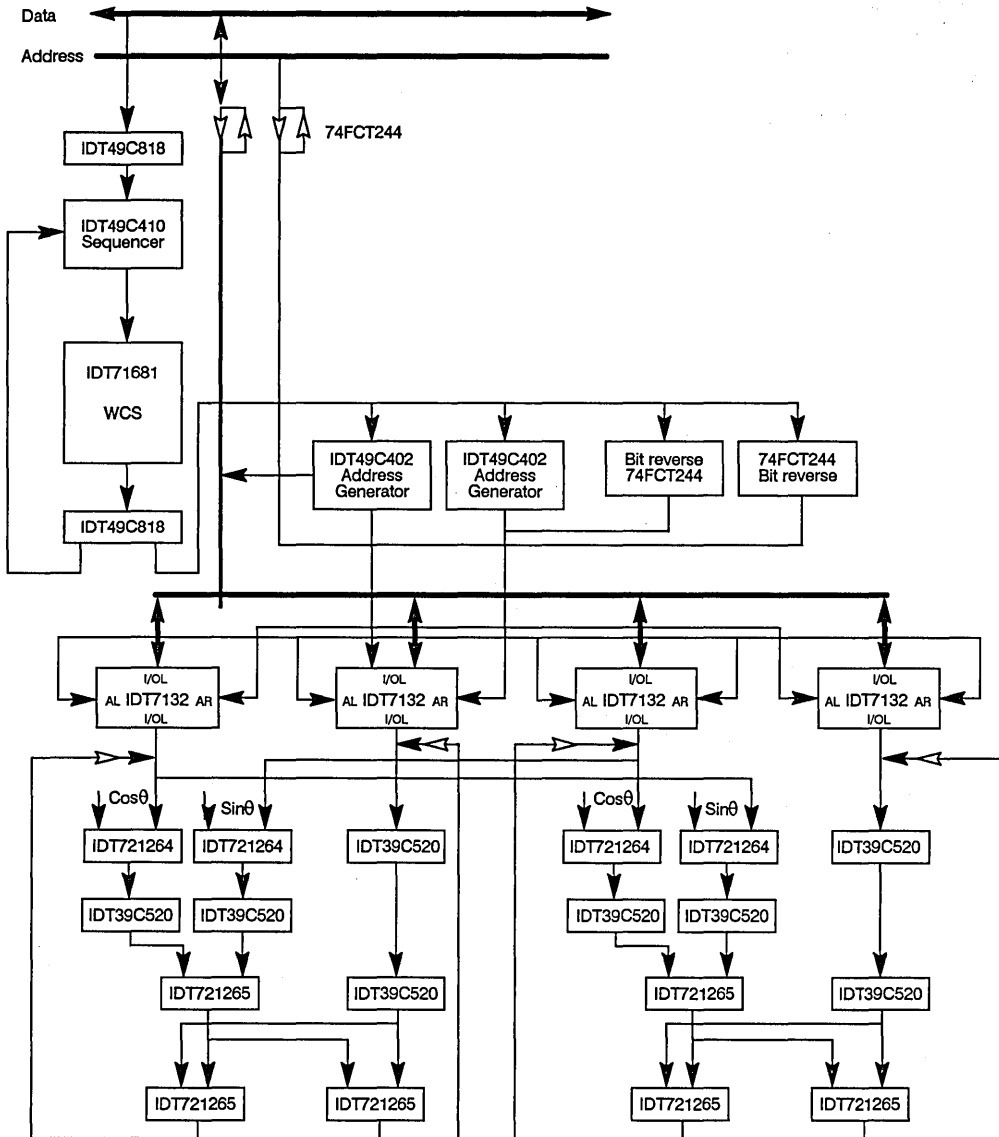 Data
Address
74FCT244
IDT49C818
IDT49C410
Sequencer
IDT71681
WCS
IDT49C818
IDT49C402
Address
Generator
IDT49C402
Address
Generator
Bit reverse
74FCT244
74FCT244
Bit reverse
I/OL
AL IDT7132 AR
I/OL
I/OL
AL IDT7132 AR
I/OL
I/OL
AL IDT7132 AR
I/OL
I/OL
AL IDT7132 AR
I/OL
Cosθ
Sinθ
Cosθ
Sinθ
IDT721264
IDT721264
IDT39C520
IDT721264
IDT721264
IDT39C520
IDT39C520
IDT39C520
IDT39C520
IDT39C520
IDT721265
IDT39C520
IDT721265
IDT39C520
IDT721265
IDT721265
IDT721265
IDT721265